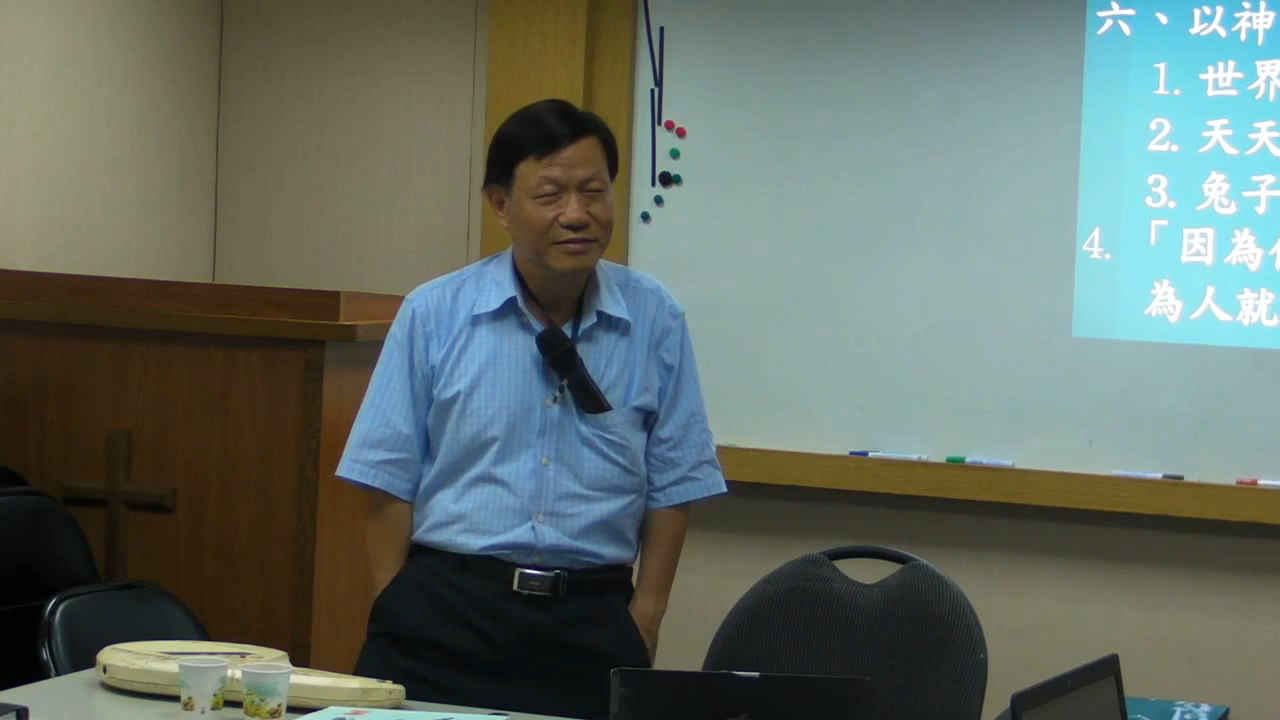 六、以神
1. 世界
2. 天天
3. 兔子
4. 「因為
為人就